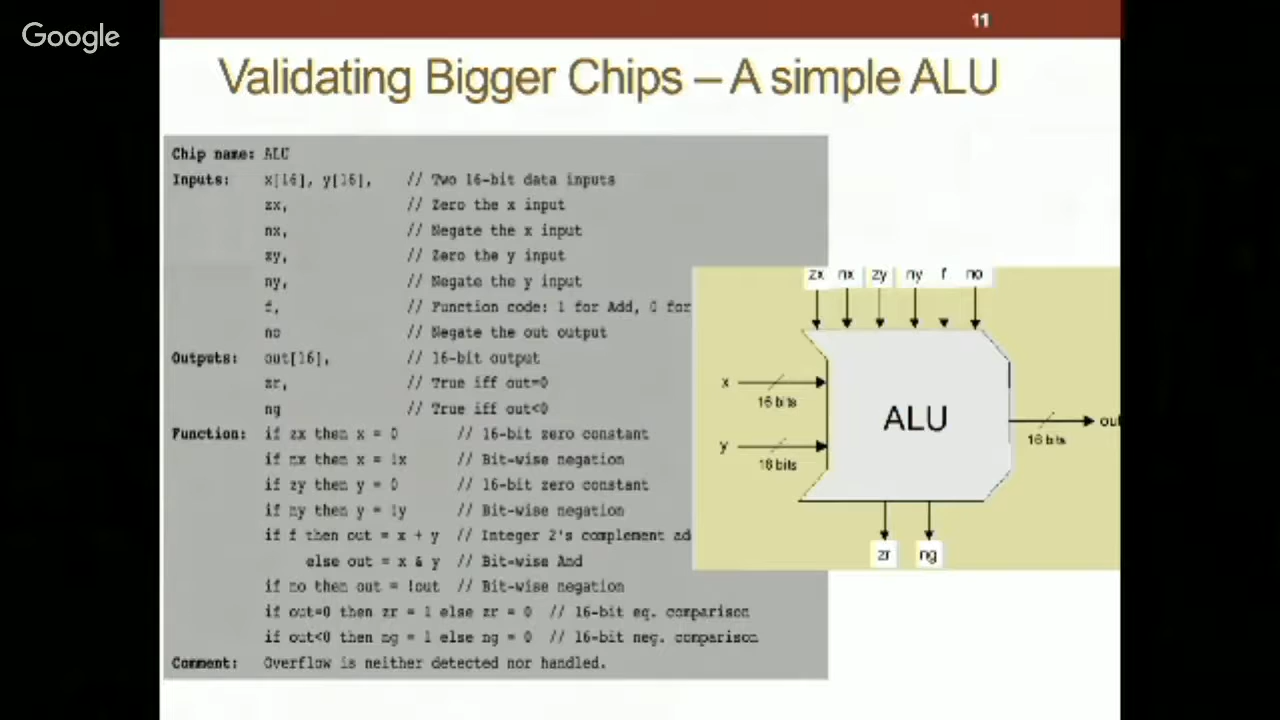 Google
11
Validating Bigger Chips – A simple ALU
Chip name: ALU
Inputs: x[16], y[16], // Two 16-bit data inputs
zx, // Zero the x input
nx, // Negate the x input
zy, // Zero the y input
ny, // Negate the y input
f, // Function code: 1 for Add, 0 for
no // Negate the out output
Outputs: out[16], // 16-bit output
zr, // True iff out=0
ng // True iff out<0
Function: if zx then x = 0 // 16-bit zero constant
if nx then x = !x // Bit-wise negation
if zy then y = 0 // 16-bit zero constant
if ny then y = !y // Bit-wise negation
if f then out = x + y // Integer 2's complement ad
else out = x & y // Bit-wise And
if no then out = !out // Bit-wise negation
if out=0 then zr = 1 else zr = 0 // 16-bit eq. comparison
if out<0 then ng = 1 else ng = 0 // 16-bit neg. comparison
Comment: Overflow is neither detected nor handled.
zx nx zy ny f no
x
16 bits
ALU
out
16 bits
y
16 bits
zr ng